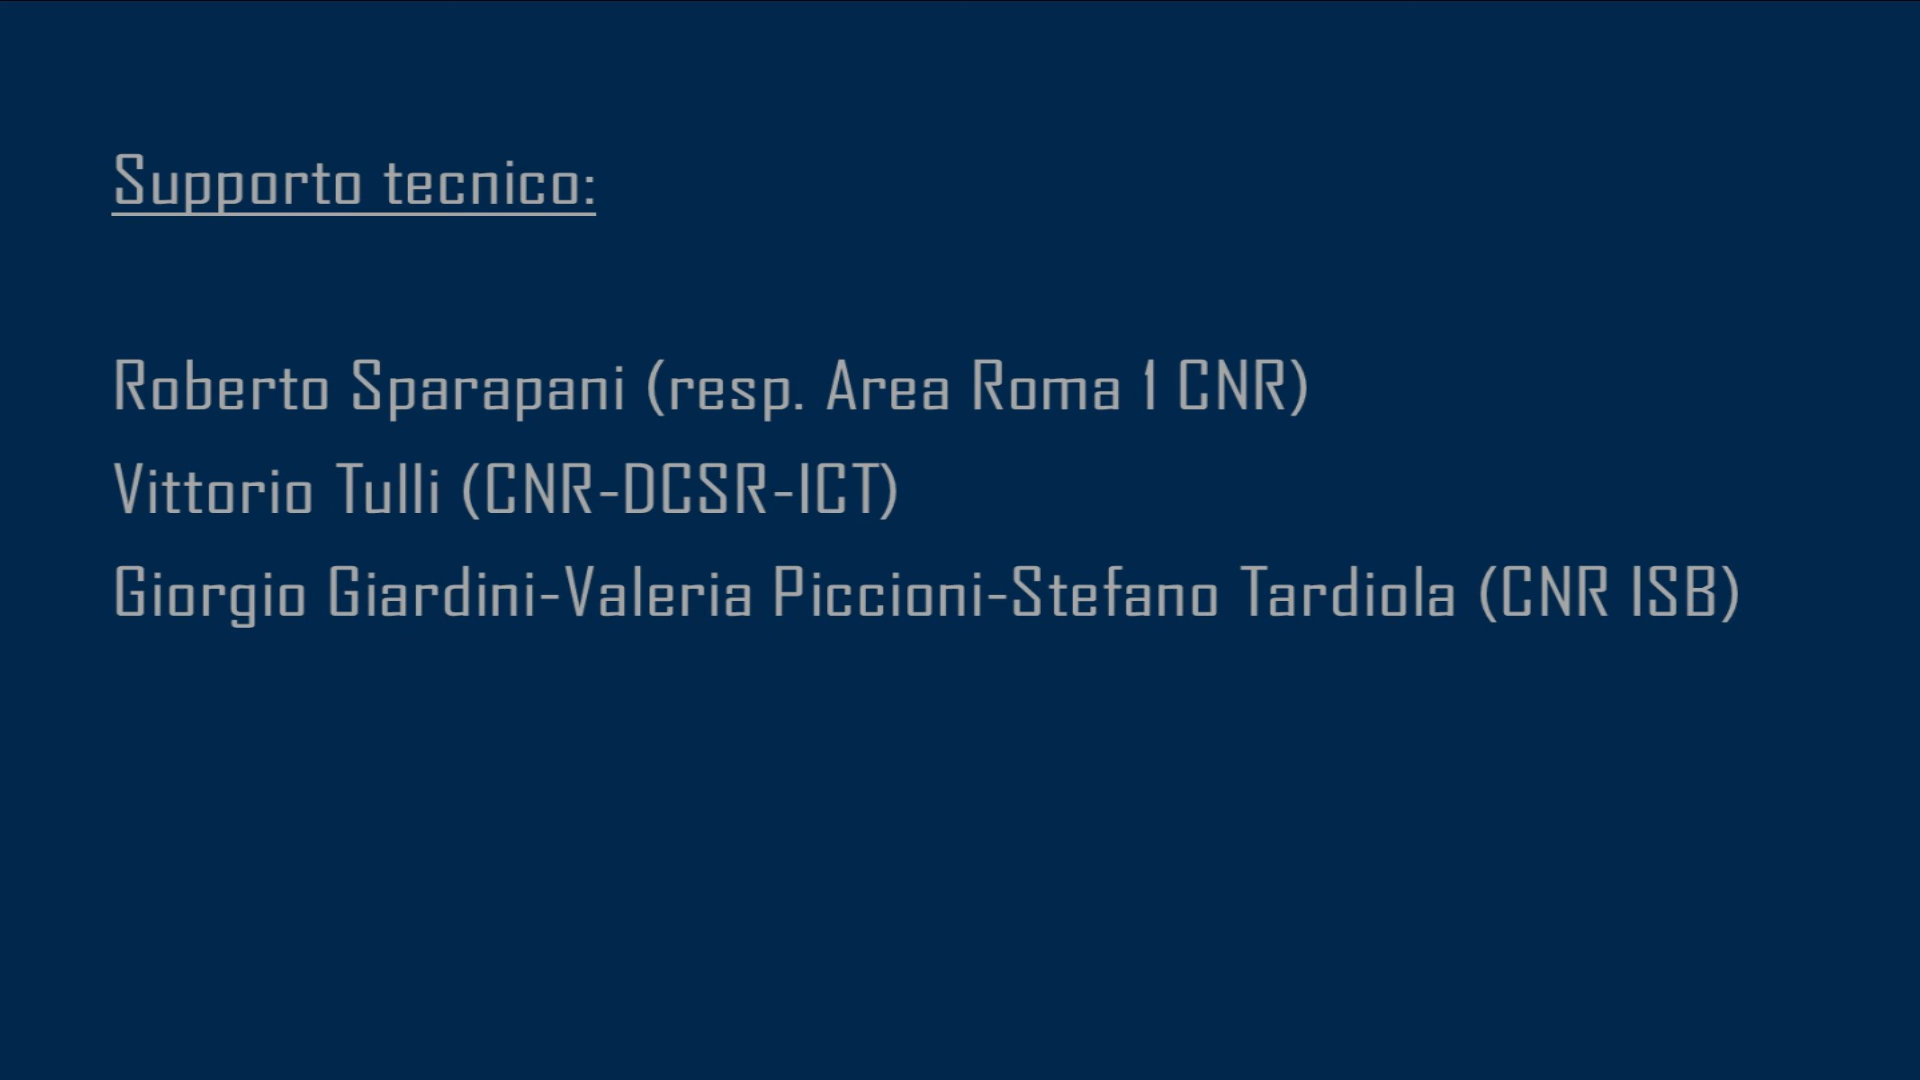 Supporto tecnico:
Roberto Sparapani (resp. Area Roma 1 CNR)
Vittorio Tulli (CNR-DCSR-ICT)
Giorgio Giardini-Valeria Piccioni-Stefano Tardiola (CNR ISB)